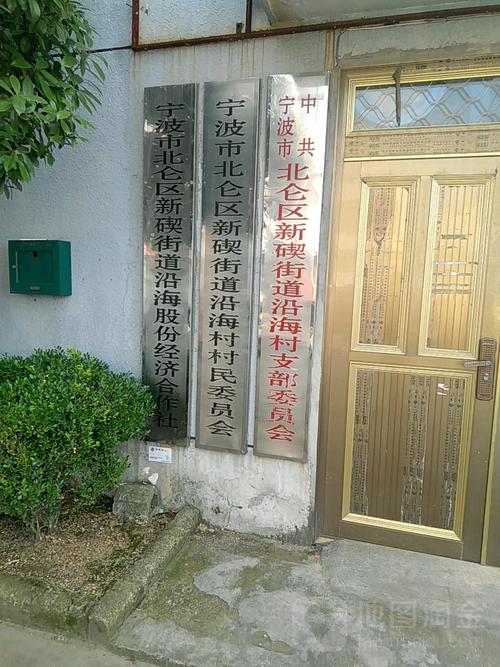 宁波市北仑区新碶街道沿海股份经济合作社
宁波市北仑区新碶街道沿海村村民委员会
中共
宁波市
北仑区新碶街道沿海村支部委员会
地图淘金